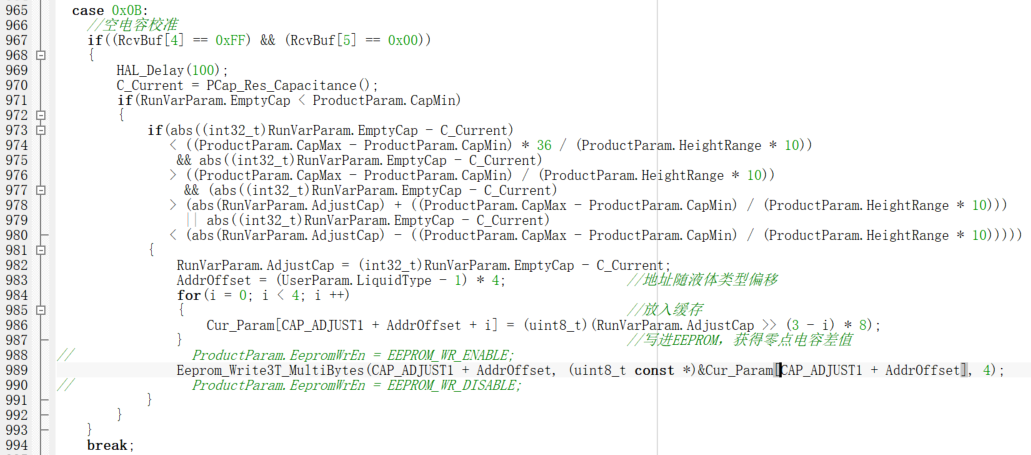 965 case 0x0B:
966 //空电容校准
967 if((RcvBuf[4] == 0xFF) && (RcvBuf[5] == 0x00))
968 {
969 HAL_Delay(100);
970 C_Current = PCap_Res_Capacitance();
971 if(RunVarParam.EmptyCap < ProductParam.CapMin)
972 {
973 if(abs((int32_t)RunVarParam.EmptyCap - C_Current)
974 < ((ProductParam.CapMax - ProductParam.CapMin) * 36 / (ProductParam.HeightRange * 10))
975 && abs((int32_t)RunVarParam.EmptyCap - C_Current)
976 > ((ProductParam.CapMax - ProductParam.CapMin) / (ProductParam.HeightRange * 10))
977 && (abs((int32_t)RunVarParam.EmptyCap - C_Current)
978 > (abs(RunVarParam.AdjustCap) + ((ProductParam.CapMax - ProductParam.CapMin) / (ProductParam.HeightRange * 10)))
979 || abs((int32_t)RunVarParam.EmptyCap - C_Current)
980 < (abs(RunVarParam.AdjustCap) - ((ProductParam.CapMax - ProductParam.CapMin) / (ProductParam.HeightRange * 10)))))
981 {
982 RunVarParam.AdjustCap = (int32_t)RunVarParam.EmptyCap - C_Current;
983 AddrOffset = (UserParam.LiquidType - 1) * 4; //地址随液体类型偏移
984 for(i = 0; i < 4; i ++)
985 { //放入缓存
986 Cur_Param[CAP_ADJUST1 + AddrOffset + i] = (uint8_t)(RunVarParam.AdjustCap >> (3 - i) * 8);
987 } //写进EEPROM，获得零点电容差值
988 // ProductParam.EepromWrEn = EEPROM_WR_ENABLE;
989 Eeprom_Write3T_MultiBytes(CAP_ADJUST1 + AddrOffset, (uint8_t const *)&Cur_Param[CAP_ADJUST1 + AddrOffset], 4);
990 // ProductParam.EepromWrEn = EEPROM_WR_DISABLE;
991 }
992 }
993 }
994 break;